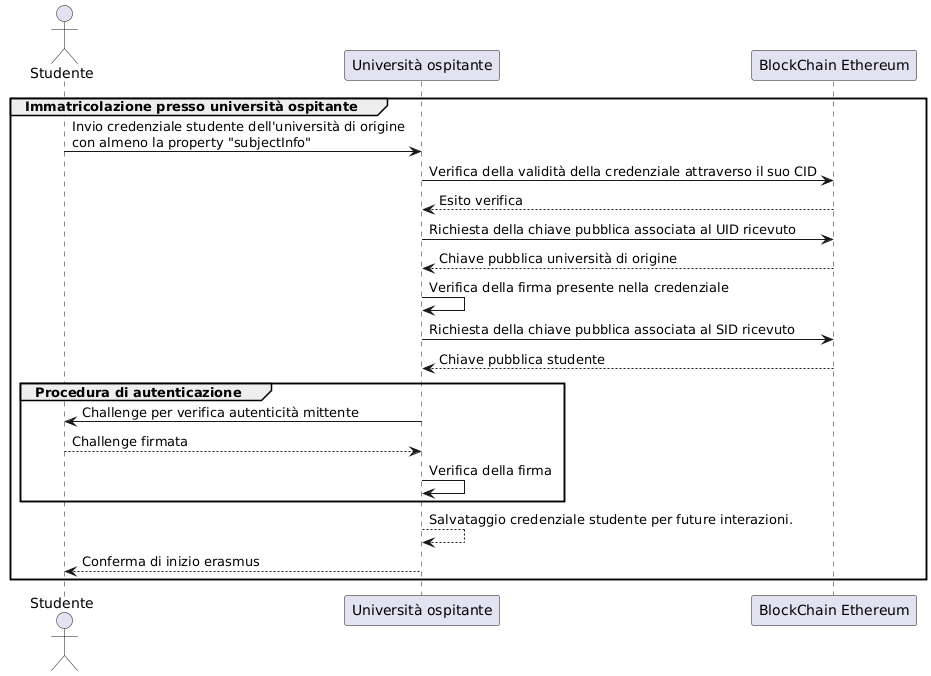 Studente
Università ospitante
BlockChain Ethereum
Immatricolazione presso università ospitante
Invio credenziale studente dell'università di origine
con almeno la property "subjectInfo"
Verifica della validità della credenziale attraverso il suo CID
Esito verifica
Richiesta della chiave pubblica associata al UID ricevuto
Chiave pubblica università di origine
Verifica della firma presente nella credenziale
Richiesta della chiave pubblica associata al SID ricevuto
Chiave pubblica studente
Procedura di autenticazione
Challenge per verifica autenticità mittente
Challenge firmata
Verifica della firma
Salvataggio credenziale studente per future interazioni.
Conferma di inizio erasmus
Studente
Università ospitante
BlockChain Ethereum